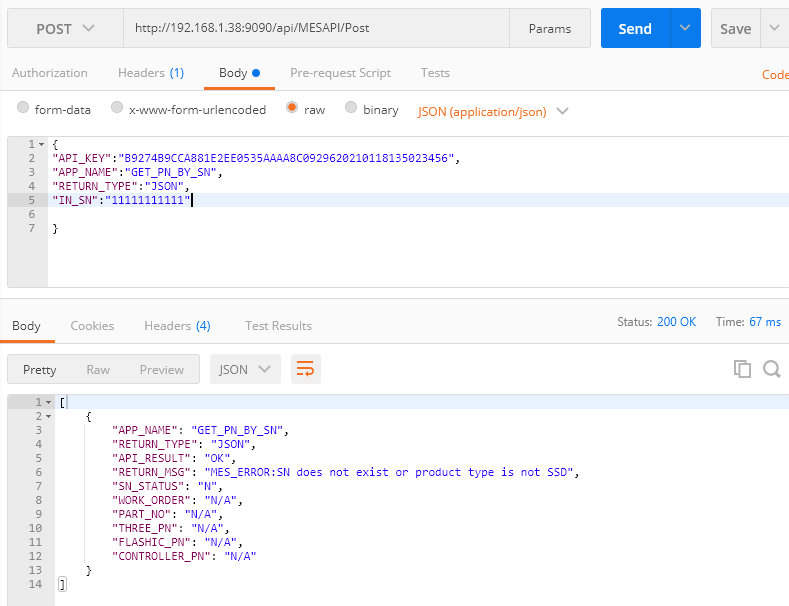 POST http://192.168.1.38:9090/api/MESAPI/Post Params Send Save
Authorization Headers (1) Body Pre-request Script Tests Code
form-data x-www-form-urlencoded raw binary JSON (application/json)
1 {
2 "API_KEY":"B9274B9CCA881E2EE0535AAAA8C0929620210118135023456",
3 "APP_NAME":"GET_PN_BY_SN",
4 "RETURN_TYPE":"JSON",
5 "IN_SN":"11111111111"
6
7 }
Body Cookies Headers (4) Test Results Status: 200 OK Time: 67 ms
Pretty Raw Preview JSON
1 [
2 {
3 "APP_NAME": "GET_PN_BY_SN",
4 "RETURN_TYPE": "JSON",
5 "API_RESULT": "OK",
6 "RETURN_MSG": "MES_ERROR:SN does not exist or product type is not SSD",
7 "SN_STATUS": "N",
8 "WORK_ORDER": "N/A",
9 "PART_NO": "N/A",
10 "THREE_PN": "N/A",
11 "FLASHIC_PN": "N/A",
12 "CONTROLLER_PN": "N/A"
13 }
14 ]